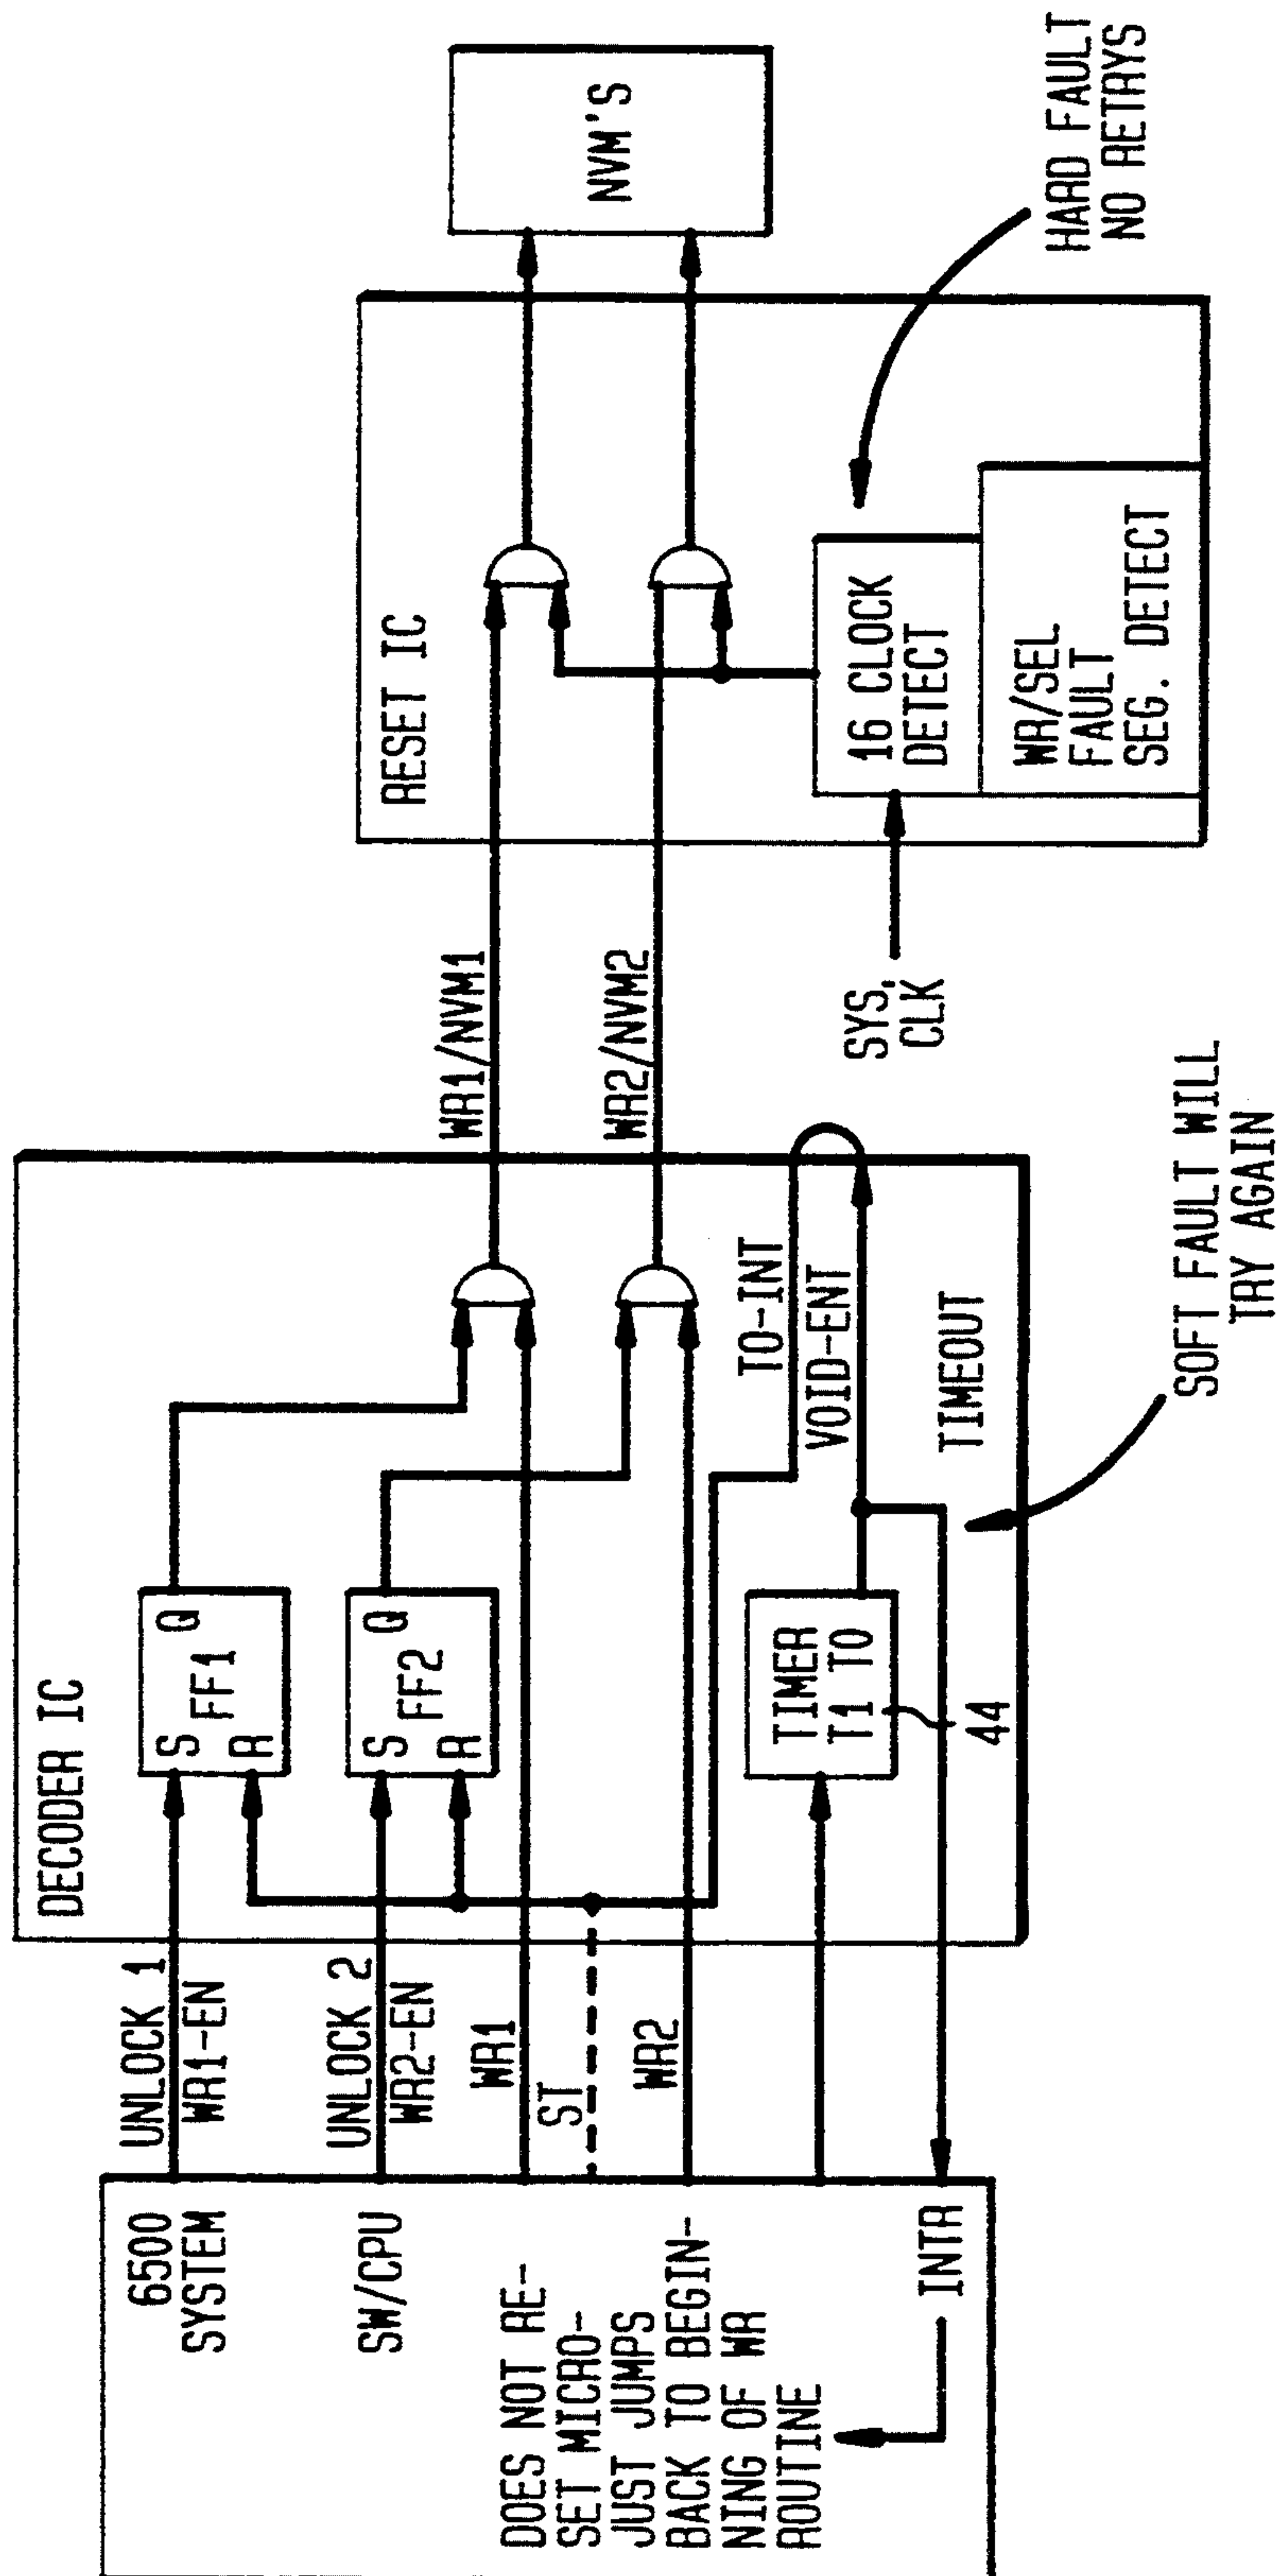 6500
SYSTEM
SW/CPU
DOES NOT RE-
SET MICRO-
JUST JUMPS
BACK TO BEGIN-
NING OF WR
ROUTINE
INTR
UNLOCK 1
WR1-EN
UNLOCK 2
WR2-EN
WR1
ST
WR2
DECODER IC
S
Q
FF1
R
S
Q
FF2
R
TIMER
T1 TO
44
TO-INT
VOID-ENT
TIMEOUT
SOFT FAULT WILL
TRY AGAIN
WR1/NVM1
WR2/NVM2
SYS,
CLK
RESET IC
16 CLOCK
DETECT
WR/SEL
FAULT
SEG. DETECT
HARD FAULT
NO RETRYS
NVM'S